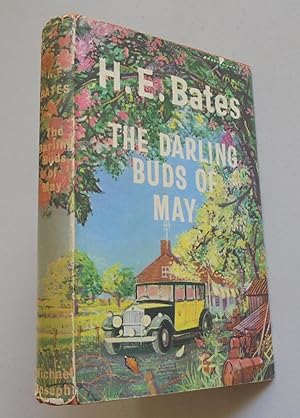 H.E. Bates
THE DARLING
BUDS OF
MAY
H.E.
BATES
The
Darling
Buds
of
May
Michael
Joseph